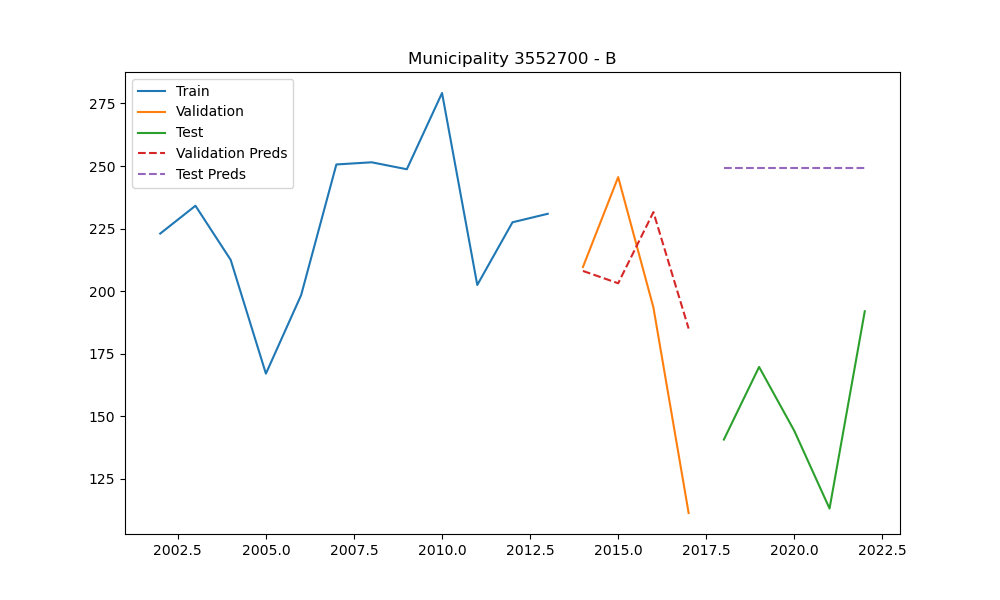 Municipality 3552700 - B
Train
Validation
Test
Validation Preds
Test Preds
275
250
225
200
175
150
125
2002.5 2005.0 2007.5 2010.0 2012.5 2015.0 2017.5 2020.0 2022.5